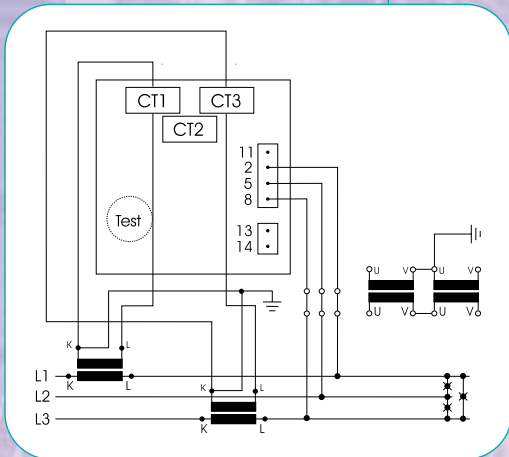 CT1 CT3
CT2
11
2
5
8
Test
13
14
U V U V
U V U V
K L
L1 K L
K L
L2
L3 K L